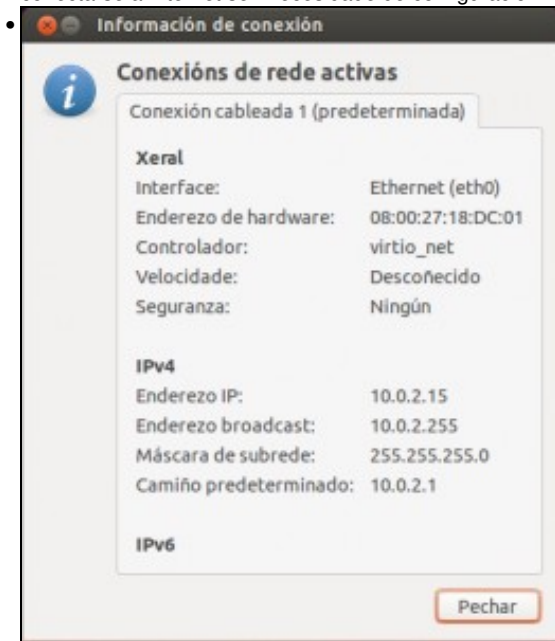 Información de conexión
Conexións de rede activas
Conexión cableada 1 (predeterminada)
Xeral
Interface: Ethernet (eth0)
Enderezo de hardware: 08:00:27:18:DC:01
Controlador: virtio_net
Velocidade: Descoñecido
Seguranza: Ningún
IPv4
Enderezo IP: 10.0.2.15
Enderezo broadcast: 10.0.2.255
Máscara de subrede: 255.255.255.0
Camiño predeterminado: 10.0.2.1
IPv6
Pechar